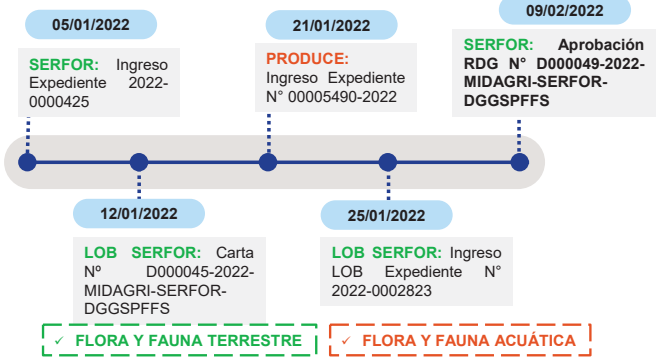 05/01/2022
SERFOR: Ingreso
Expediente 2022-
0000425
21/01/2022
PRODUCE:
Ingreso Expediente
N° 00005490-2022
09/02/2022
SERFOR: Aprobación
RDG N° D000049-2022-
MIDAGRI-SERFOR-
DGGSPFFS
12/01/2022
LOB SERFOR: Carta
Nº D000045-2022-
MIDAGRI-SERFOR-
DGGSPFFS
25/01/2022
LOB SERFOR: Ingreso
LOB Expediente N°
2022-0002823
✓ FLORA Y FAUNA TERRESTRE
✓ FLORA Y FAUNA ACUÁTICA